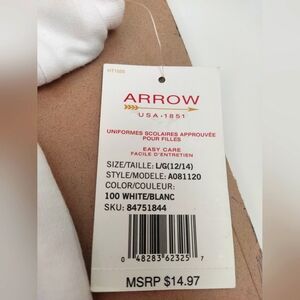 HT1000
ARROW
USA•1851
UNIFORMES SCOLAIRES APPROUVÉE
POUR FILLES
EASY CARE
FACILE D'ENTRETIEN
SIZE/TAILLE: L/G(12/14)
STYLE/MODELE: A081120
COLOR/COULEUR:
100 WHITE/BLANC
SKU: 84751844
0 48283 62325 7
MSRP $14.97